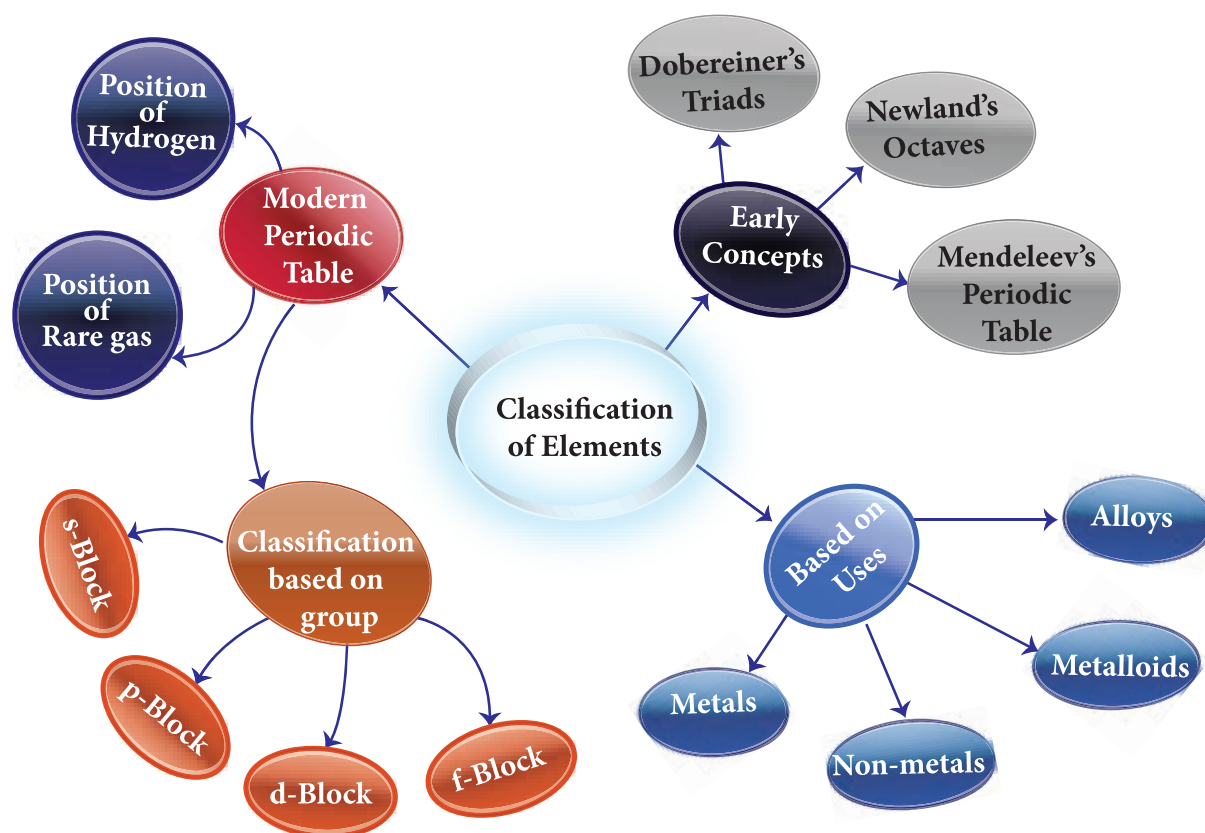 Position
of
Hydrogen
Position
of
Rare gas
Modern
Periodic
Table
Dobereiner’s
Triads
Newland’s
Octaves
Early
Concepts
Mendeleev’s
Periodic
Table
Classification
of Elements
Classification
based on
group
s-Block
p-Block
d-Block
f-Block
Based on
Uses
Alloys
Metalloids
Metals
Non-metals